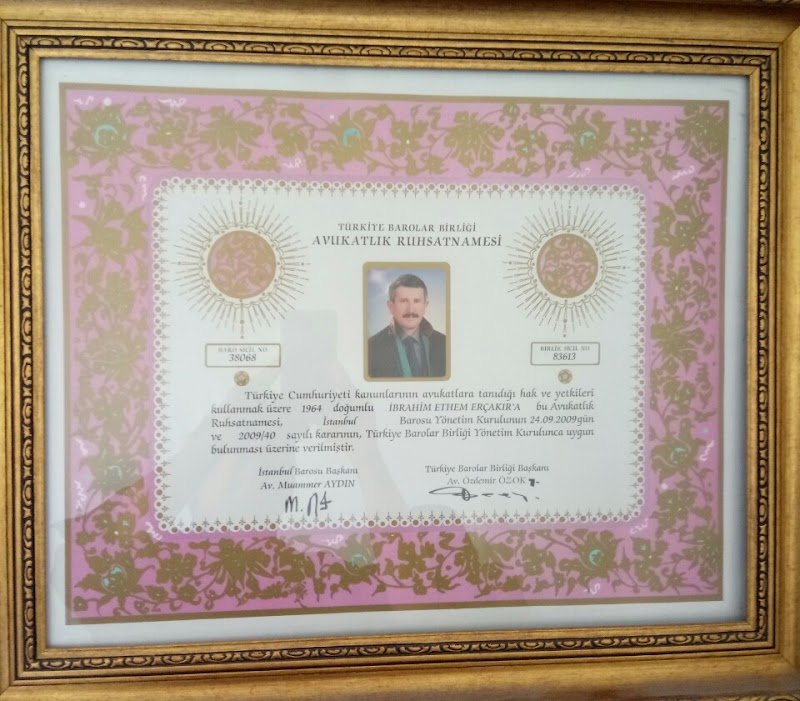 TÜRKİYE BAROLAR BİRLİĞİ
AVUKATLIK RUHSATNAMESİ
BARO SİCİL NO
38068
BİRLİK SİCİL NO
83613
Türkiye Cumhuriyeti kanunlarının avukatlara tanıdığı hak ve yetkileri
kullanmak üzere 1964 doğumlu İBRAHİM ETHEM ERÇAKIR'A bu Avukatlık
Ruhsatnamesi, İstanbul Barosu Yönetim Kurulunun 24.09.2009 gün
ve 2009/40 sayılı kararının, Türkiye Barolar Birliği Yönetim Kurulunca uygun
bulunması üzerine verilmiştir.
İstanbul Barosu Başkanı
Av. Muammer AYDIN
Türkiye Barolar Birliği Başkanı
Av. Özdemir ÖZOK